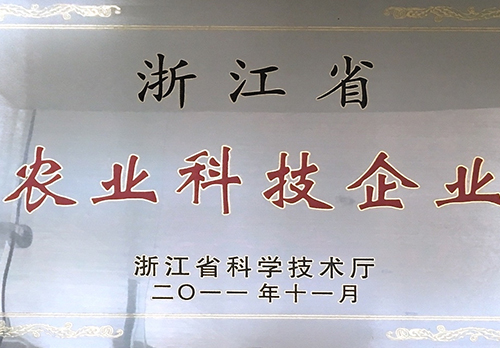 浙江省
农业科技企业
浙江省科学技术厅
二〇一一年十一月